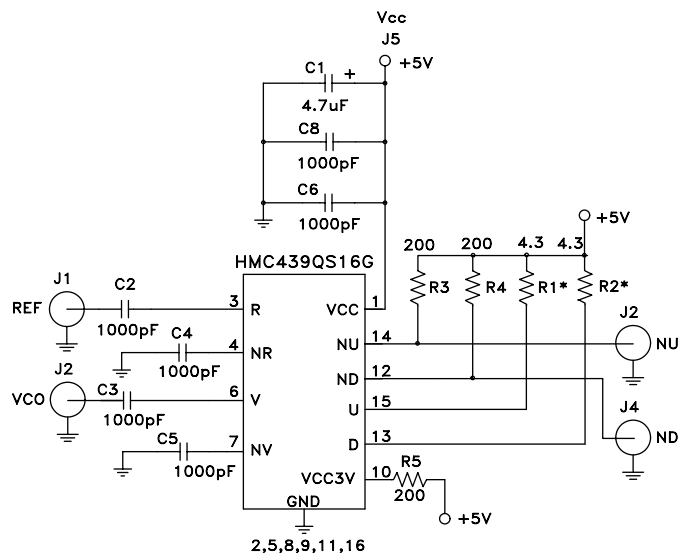 Vcc
J5
+5V
C1
+
4.7uF
C8
1000pF
C6
1000pF
+5V
200
200
4.3
4.3
HMC439QS16G
R3
R4
R1*
R2*
J1
REF
C2
1000pF
3
R
VCC
1
J2
NU
C4
1000pF
4
NR
NU
14
J2
VCO
C3
1000pF
6
V
ND
12
J4
ND
U
15
C5
1000pF
7
NV
D
13
VCC3V
10
R5
200
GND
+5V
2,5,8,9,11,16